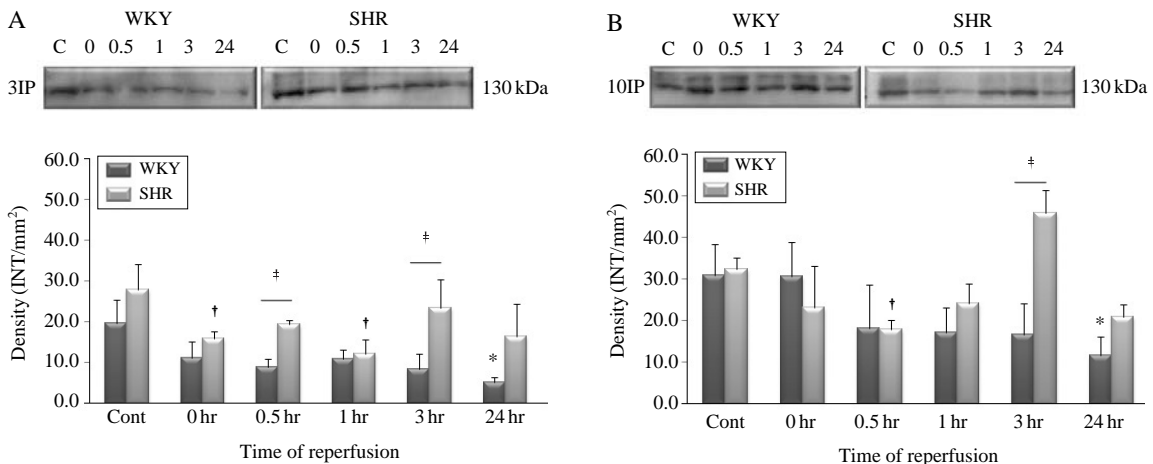 A
WKY SHR
C 0 0.5 1 3 24 C 0 0.5 1 3 24
3IP 130 kDa
60.0
50.0
40.0
30.0
20.0
10.0
0.0
Density (INT/mm²)
WKY
SHR
† ‡ † ‡ *
Cont 0 hr 0.5 hr 1 hr 3 hr 24 hr
Time of reperfusion
B
WKY SHR
C 0 0.5 1 3 24 C 0 0.5 1 3 24
10IP 130 kDa
60.0
50.0
40.0
30.0
20.0
10.0
0.0
Density (INT/mm²)
WKY
SHR
† ‡ *
Cont 0 hr 0.5 hr 1 hr 3 hr 24 hr
Time of reperfusion